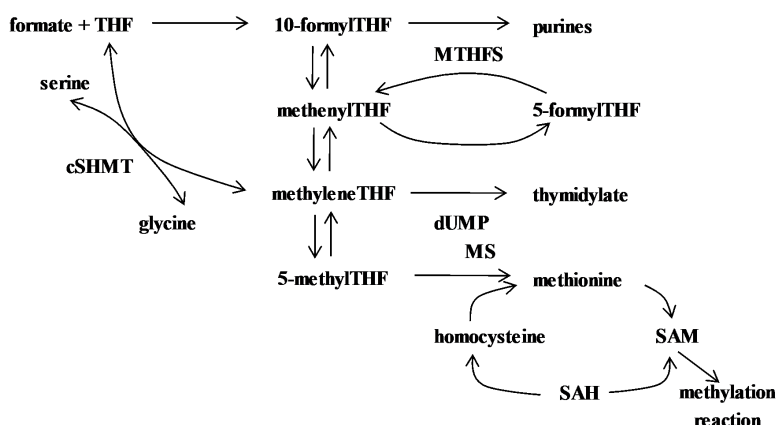 formate + THF
10-formylTHF
purines
MTHFS
serine
methenylTHF
5-formylTHF
cSHMT
methyleneTHF
thymidylate
glycine
dUMP
MS
5-methylTHF
methionine
homocysteine
SAM
SAH
methylation
reaction